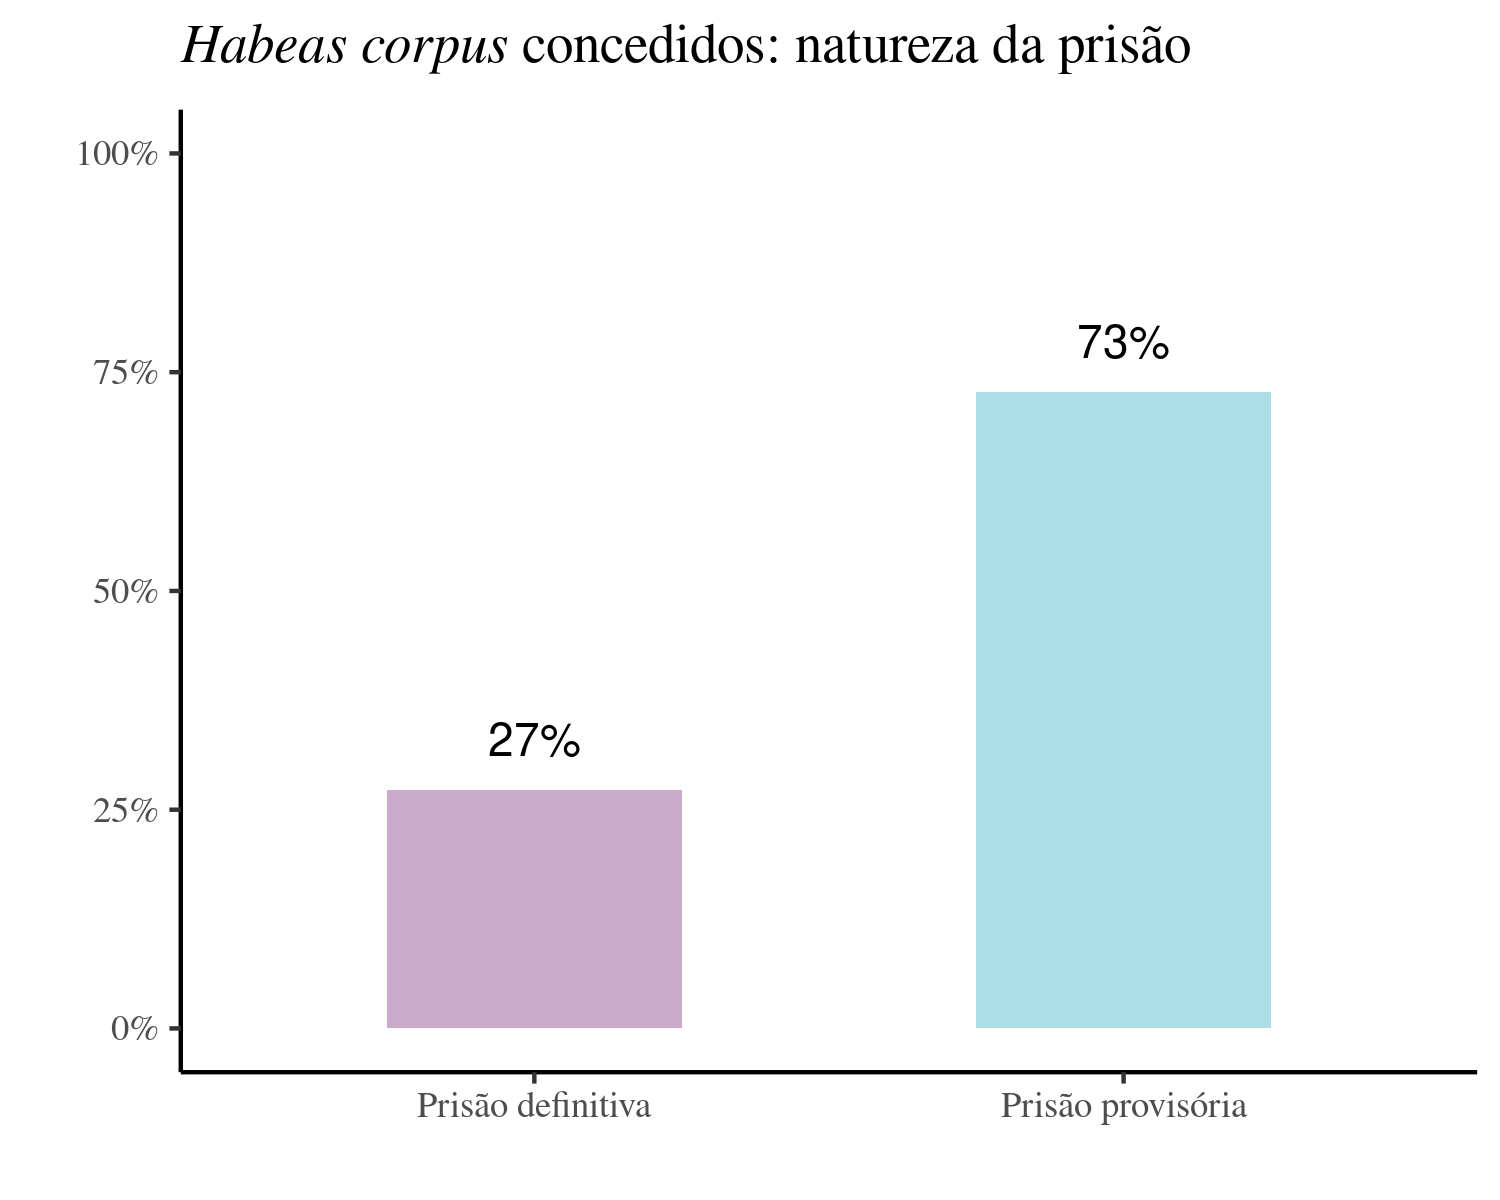 Habeas corpus concedidos: natureza da prisão
100%
75%
50%
25%
0%
73%
27%
Prisão definitiva
Prisão provisória